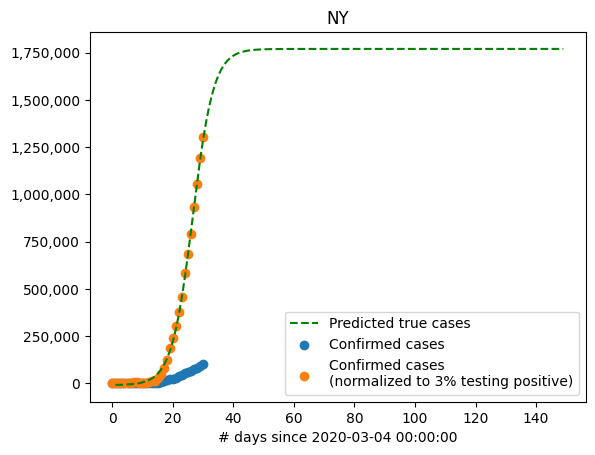 NY
1,750,000
1,500,000
1,250,000
1,000,000
750,000
500,000
250,000
0
Predicted true cases
Confirmed cases
Confirmed cases
(normalized to 3% testing positive)
0 20 40 60 80 100 120 140
# days since 2020-03-04 00:00:00